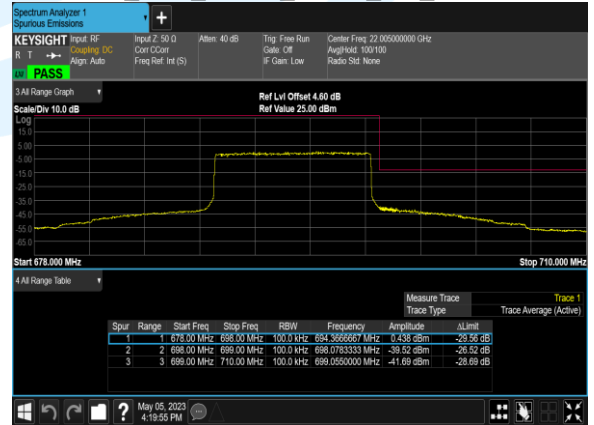 Spectrum Analyzer 1
Spurious Emissions
+
KEYSIGHT Input: RF
R T Coupling: DC
Align: Auto
LW PASS
Input Z: 50 Ω
Corr CCorr
Freq Ref: Int (S)
Atten: 40 dB
Trig: Free Run
Gate: Off
IF Gain: Low
Center Freq: 22.005000000 GHz
Avg|Hold: 100/100
Radio Std: None
3 All Range Graph
Ref Lvl Offset 4.60 dB
Scale/Div 10.0 dB Ref Value 25.00 dBm
Log
15.0
5.00
-5.00
-15.0
-25.0
-35.0
-45.0
-55.0
-65.0
Start 678.000 MHz Stop 710.000 MHz
4 All Range Table
Measure Trace Trace 1
Trace Type Trace Average (Active)
Spur Range Start Freq Stop Freq RBW Frequency Amplitude ΔLimit
1 1 678.00 MHz 698.00 MHz 100.0 kHz 694.3666667 MHz 0.438 dBm -29.56 dB
2 2 698.00 MHz 699.00 MHz 100.0 kHz 698.0783333 MHz -39.52 dBm -26.52 dB
3 3 699.00 MHz 710.00 MHz 100.0 kHz 699.0550000 MHz -41.69 dBm -28.69 dB
? May 05, 2023
4:19:55 PM